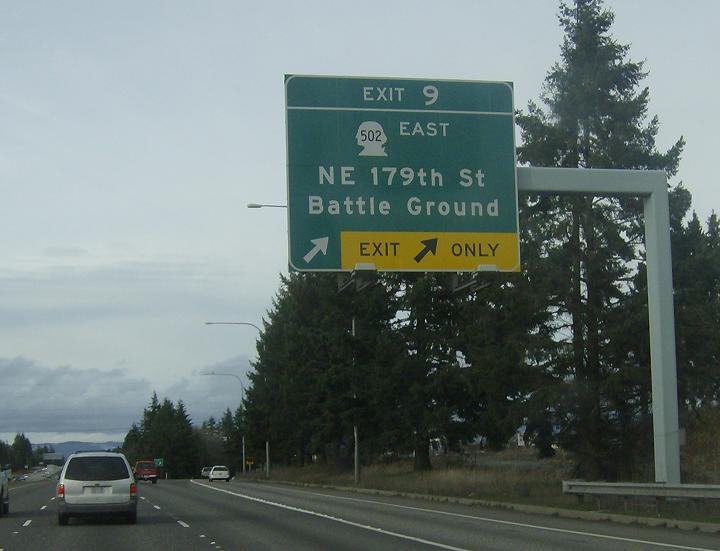 EXIT 9
502 EAST
NE 179th St
Battle Ground
EXIT ONLY